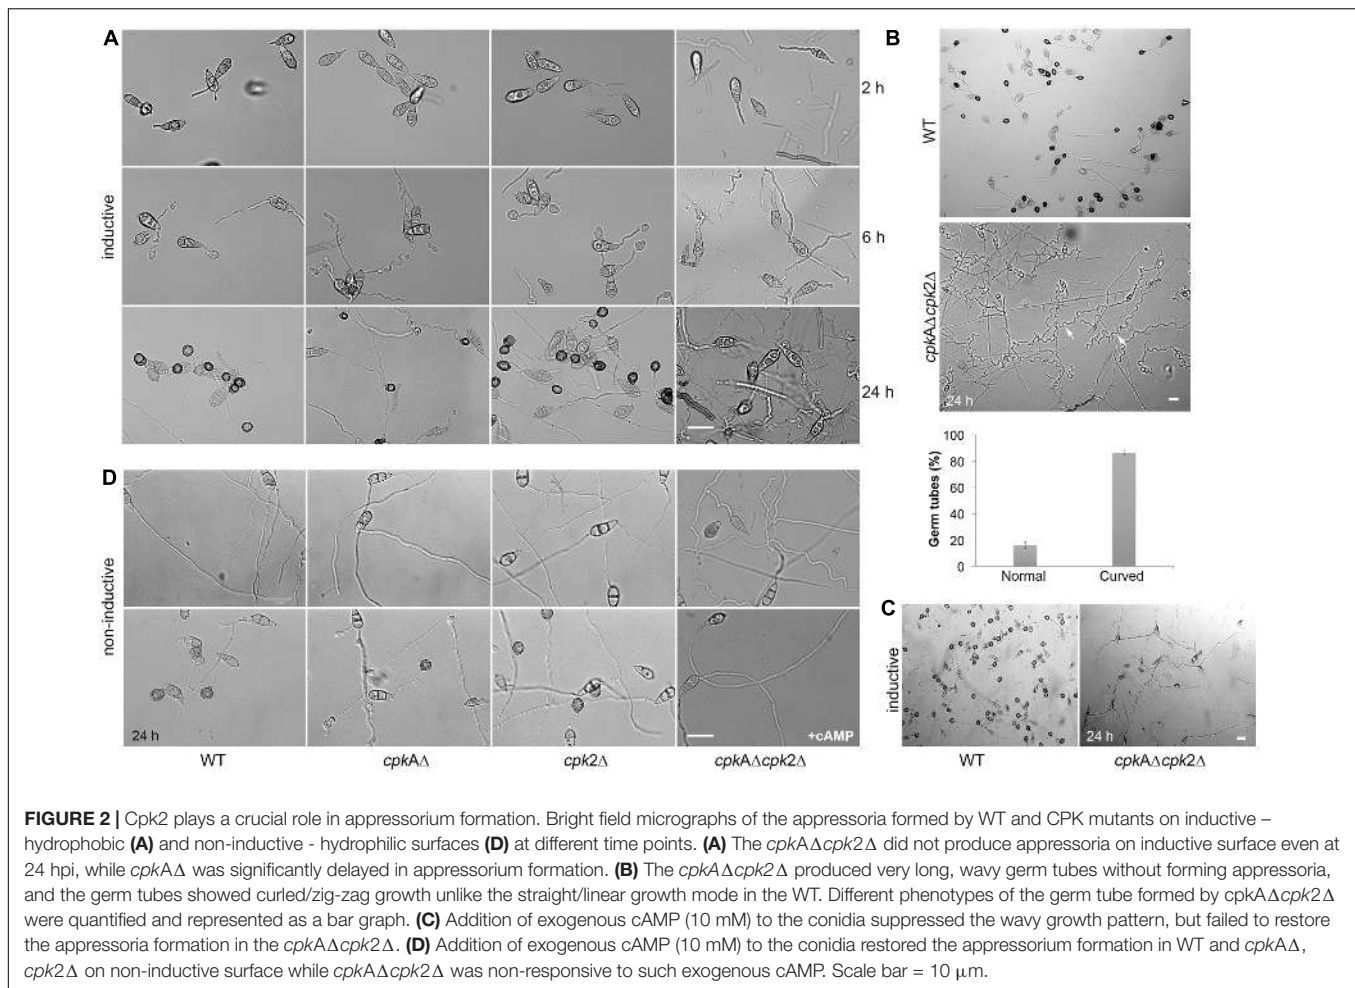 A
B
2 h
WT
inductive
6 h
cpkAΔcpk2Δ
24 h
24 h
100
80
60
40
20
0
Germ tubes (%)
Normal
Curved
D
non-inductive
24 h
+cAMP
WT
cpkAΔ
cpk2Δ
cpkAΔcpk2Δ
C
inductive
24 h
WT
cpkAΔcpk2Δ
FIGURE 2 | Cpk2 plays a crucial role in appressorium formation. Bright field micrographs of the appressoria formed by WT and CPK mutants on inductive –
hydrophobic (A) and non-inductive - hydrophilic surfaces (D) at different time points. (A) The cpkAΔcpk2Δ did not produce appressoria on inductive surface even at
24 hpi, while cpkAΔ was significantly delayed in appressorium formation. (B) The cpkAΔcpk2Δ produced very long, wavy germ tubes without forming appressoria,
and the germ tubes showed curled/zig-zag growth unlike the straight/linear growth mode in the WT. Different phenotypes of the germ tube formed by cpkAΔcpk2Δ
were quantified and represented as a bar graph. (C) Addition of exogenous cAMP (10 mM) to the conidia suppressed the wavy growth pattern, but failed to restore
the appressoria formation in the cpkAΔcpk2Δ. (D) Addition of exogenous cAMP (10 mM) to the conidia restored the appressorium formation in WT and cpkAΔ,
cpk2Δ on non-inductive surface while cpkAΔcpk2Δ was non-responsive to such exogenous cAMP. Scale bar = 10 μm.